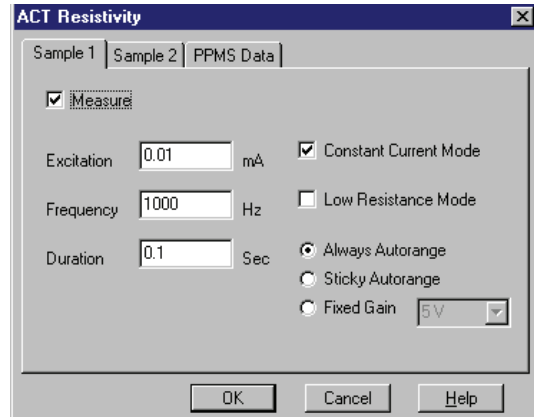 ACT Resistivity
Sample 1 Sample 2 PPMS Data
Measure
Excitation 0.01 mA Constant Current Mode
Frequency 1000 Hz Low Resistance Mode
Duration 0.1 Sec Always Autorange
Sticky Autorange
Fixed Gain 5 V
OK Cancel Help